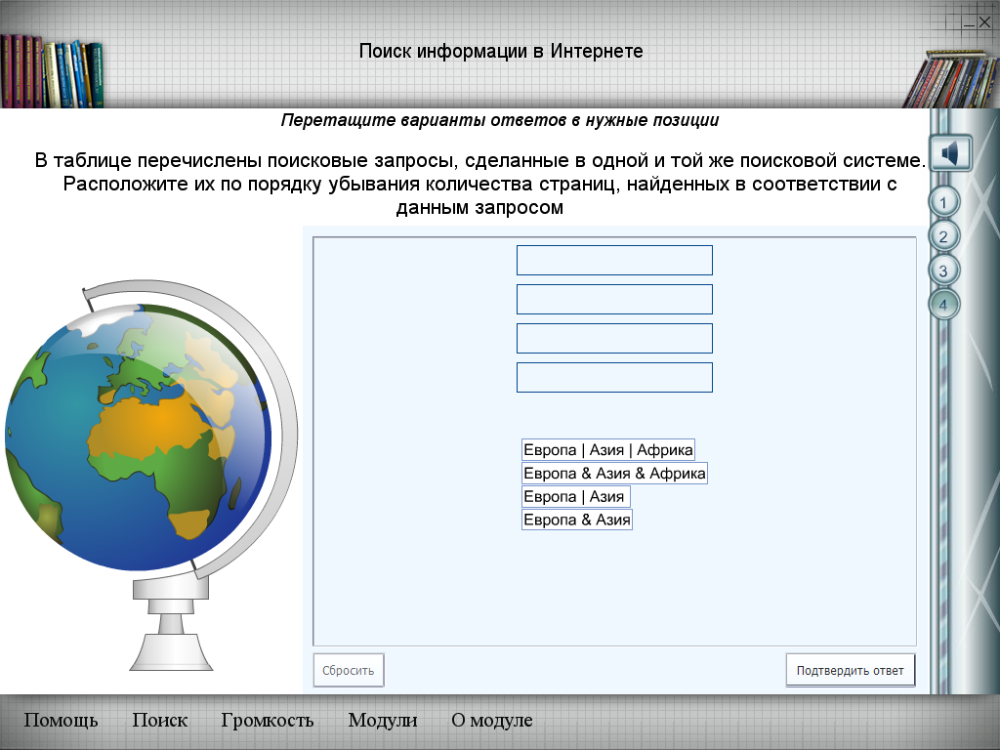 Поиск информации в Интернете
Перетащите варианты ответов в нужные позиции
В таблице перечислены поисковые запросы, сделанные в одной и той же поисковой системе.
Расположите их по порядку убывания количества страниц, найденных в соответствии с
данным запросом
1
2
3
4
Европа | Азия | Африка
Европа & Азия & Африка
Европа | Азия
Европа & Азия
Сбросить
Подтвердить ответ
Помощь Поиск Громкость Модули О модуле